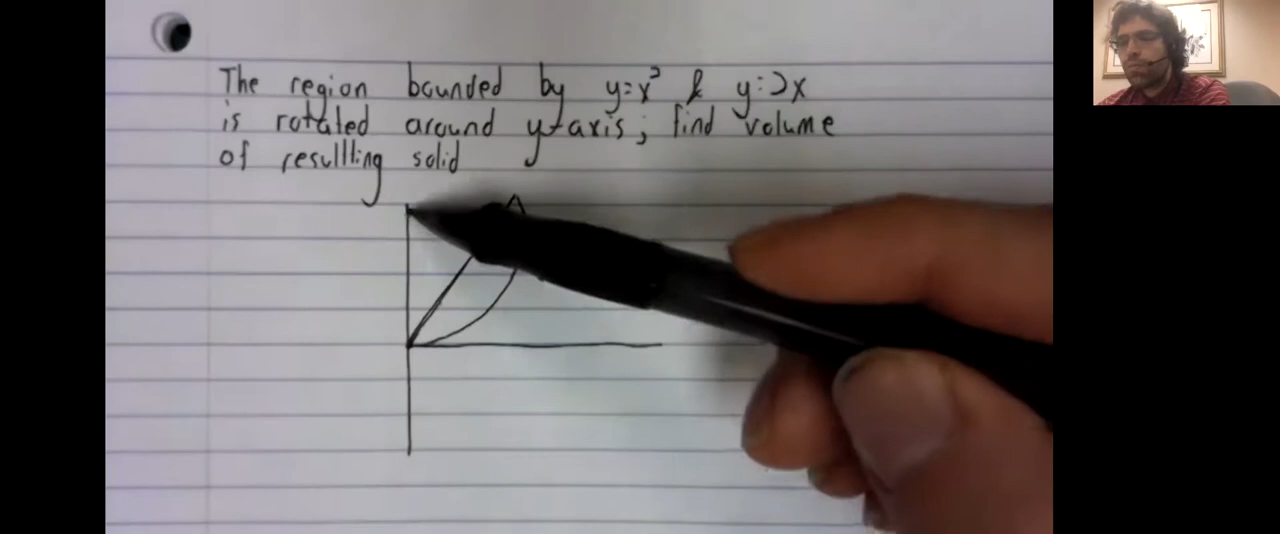 The region bounded by y=x² & y=2x
is rotated around y-axis; find volume
of resullting solid